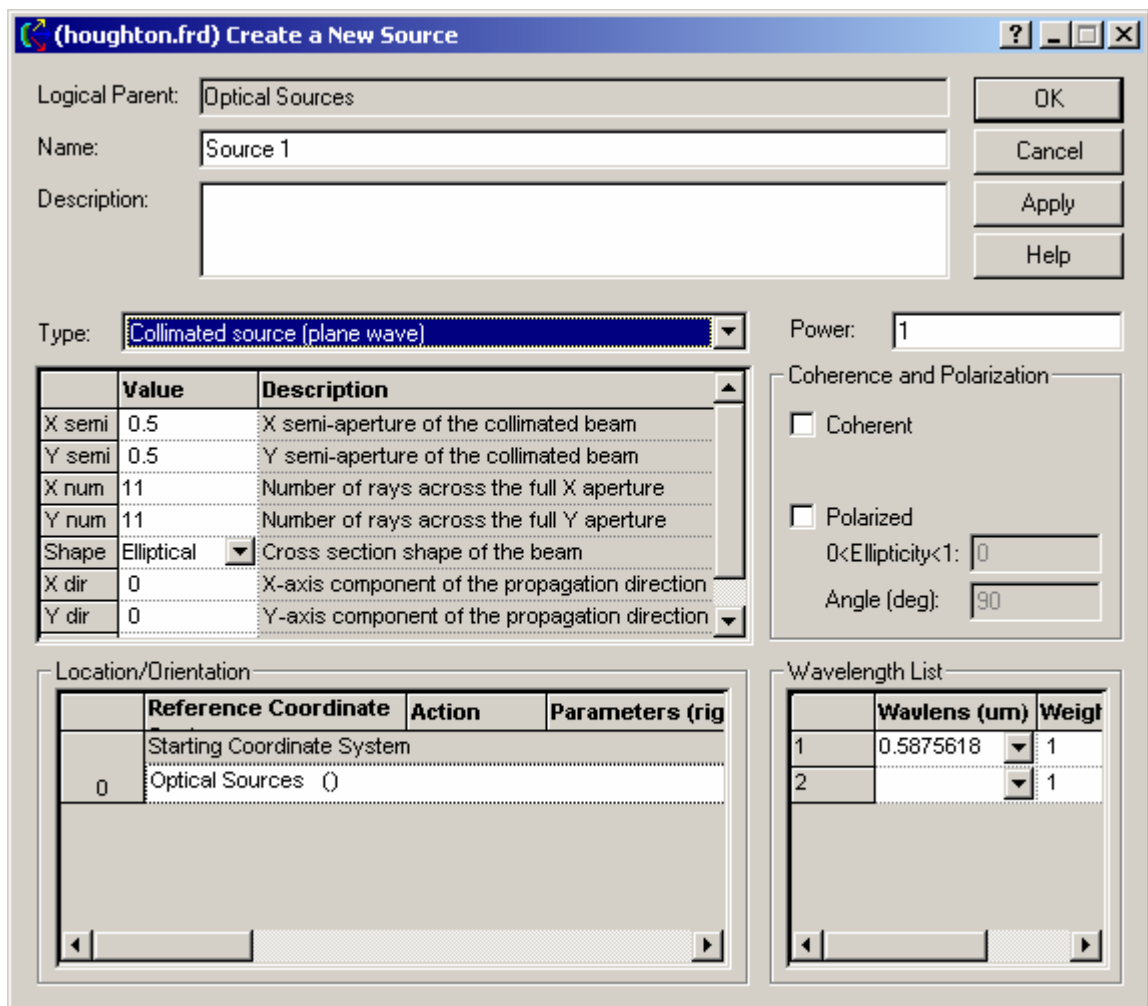 (houghton.frd) Create a New Source
Logical Parent: Optical Sources OK
Name: Source 1 Cancel
Description: Apply
Help
Type: Collimated source (plane wave) Power: 1
Value Description
X semi 0.5 X semi-aperture of the collimated beam
Y semi 0.5 Y semi-aperture of the collimated beam
X num 11 Number of rays across the full X aperture
Y num 11 Number of rays across the full Y aperture
Shape Elliptical Cross section shape of the beam
X dir 0 X-axis component of the propagation direction
Y dir 0 Y-axis component of the propagation direction
Coherence and Polarization
Coherent
Polarized
0<Ellipticity<1: 0
Angle (deg): 90
Location/Orientation
Reference Coordinate Action Parameters (rig
Starting Coordinate System
0 Optical Sources ()
Wavelength List
Wavlens (um) Weigh
1 0.5875618 1
2 1